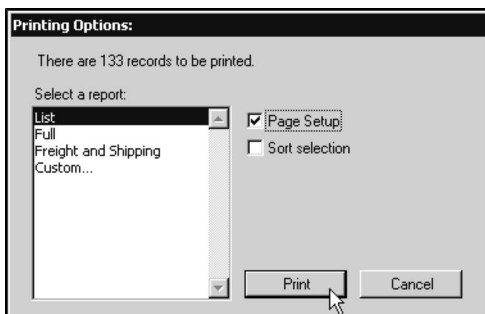 Printing Options:
There are 133 records to be printed.
Select a report:
List
Full
Freight and Shipping
Custom...
Page Setup
Sort selection
Print
Cancel